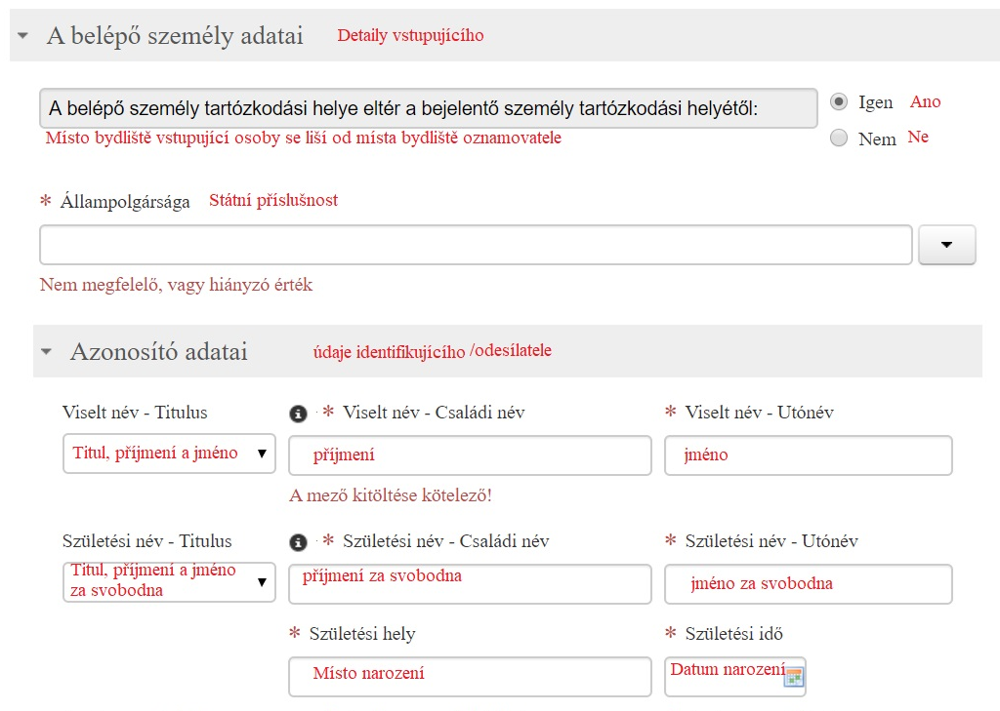 A belépő személy adatai Detaily vstupujícího
A belépő személy tartózkodási helye eltér a bejelentő személy tartózkodási helyétől: Igen Ano
Místo bydliště vstupující osoby se liší od místa bydliště oznamovatele Nem Ne
* Állampolgársága Státní příslušnost
Nem megfelelő, vagy hiányzó érték
Azonosító adatai údaje identifikujícího /odesílatele
Viselt név - Titulus * Viselt név - Családi név * Viselt név - Utónév
Titul, příjmení a jméno příjmení jméno
A mező kitöltése kötelező!
Születési név - Titulus * Születési név - Családi név * Születési név - Utónév
Titul, příjmení a jméno
za svobodna příjmení za svobodna jméno za svobodna
* Születési hely * Születési idő
Místo narození Datum narození